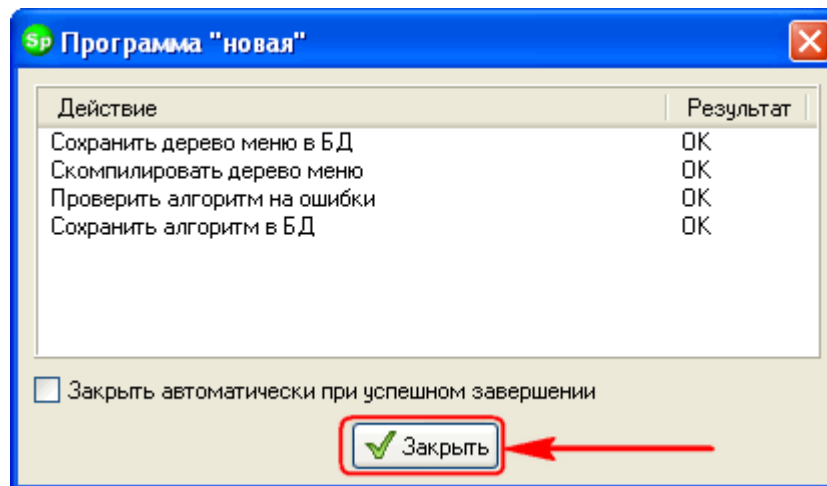 Sp Программа "новая"
Действие Результат
Сохранить дерево меню в БД OK
Скомпилировать дерево меню OK
Проверить алгоритм на ошибки OK
Сохранить алгоритм в БД OK
Закрыть автоматически при успешном завершении
Закрыть